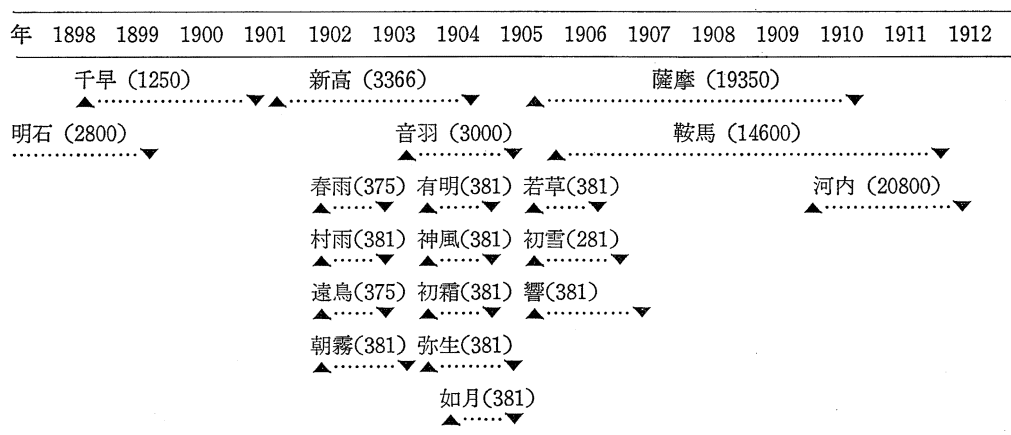 年 1898 1899 1900 1901 1902 1903 1904 1905 1906 1907 1908 1909 1910 1911 1912
千早 (1250) 新高 (3366) 薩摩 (19350)
明石 (2800) 音羽 (3000) 鞍馬 (14600)
春雨(375) 有明(381) 若草(381) 河内 (20800)
村雨(381) 神風(381) 初雪(281)
遠鳥(375) 初霜(381) 響(381)
朝霧(381) 弥生(381)
如月(381)